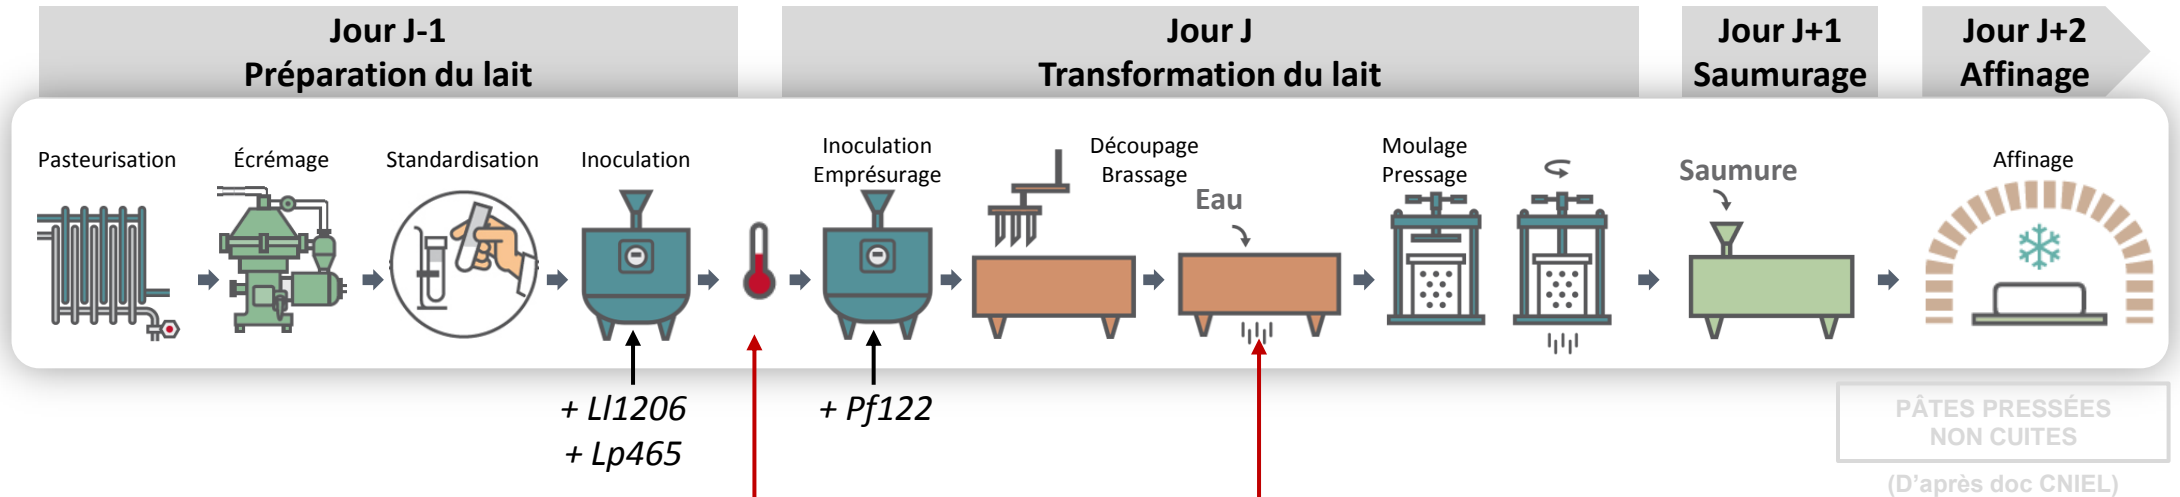 Jour J-1
Préparation du lait
Jour J
Transformation du lait
Jour J+1
Saumurage
Jour J+2
Affinage
Pasteurisation
Écrémage
Standardisation
Inoculation
Inoculation
Emprésurage
Découpage
Brassage
Eau
Moulage
Pressage
Saumure
Affinage
+ Ll1206
+ Lp465
+ Pf122
PÂTES PRESSÉES
NON CUITES
(D'après doc CNIEL)